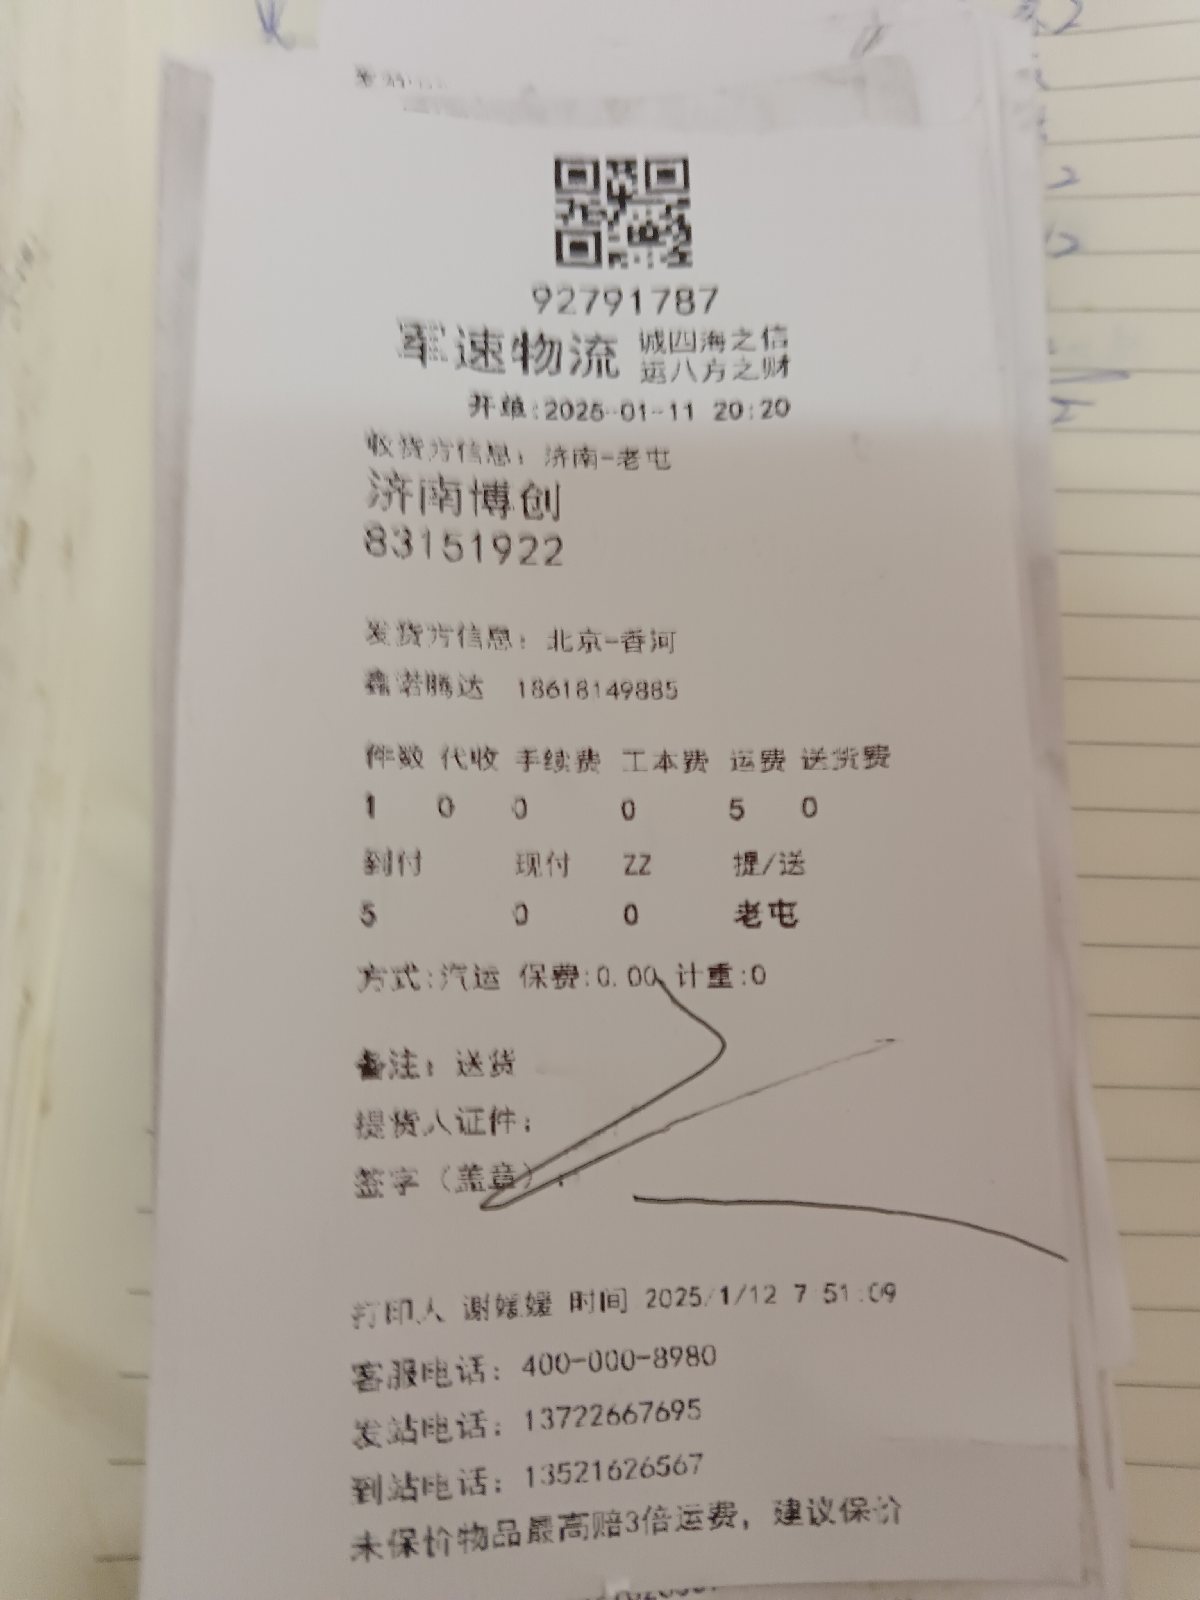 92791787
军速物流 诚四海之信
运八方之财
开单:2025-01-11 20:20
收货方信息：济南-老屯
济南博创
83151922
发货方信息：北京-香河
鑫诺腾达 18618149885
件数 代收 手续费 工本费 运费 送货费
1 0 0 0 5 0
到付 现付 ZZ 提/送
5 0 0 老屯
方式:汽运 保费:0.00 计重:0
备注：送货
提货人证件：
签字（盖章）：
打印人 谢媛媛 时间 2025/1/12 7:51:09
客服电话：400-000-8980
发站电话：13722667695
到站电话：13521626567
未保价物品最高赔3倍运费，建议保价